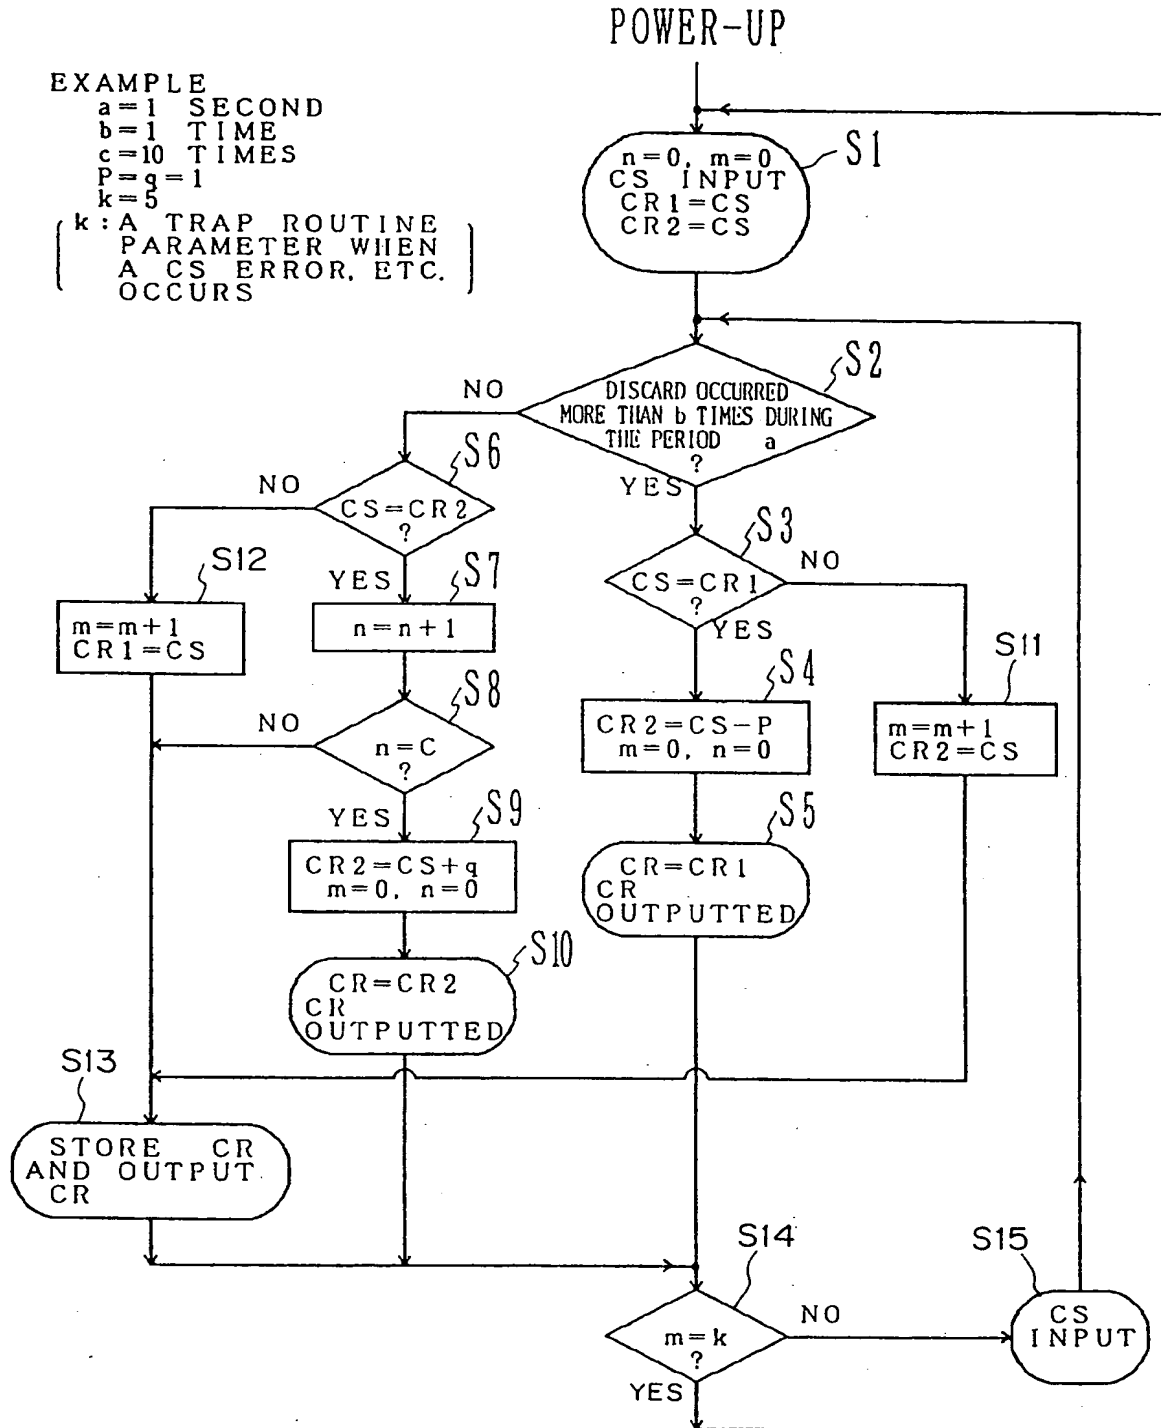 POWER-UP
EXAMPLE
a=1 SECOND
b=1 TIME
c=10 TIMES
P=q=1
k=5
k:A TRAP ROUTINE
PARAMETER WHEN
A CS ERROR, ETC.
OCCURS
S1
n=0, m=0
CS INPUT
CR1=CS
CR2=CS
S2
DISCARD OCCURRED
MORE THAN b TIMES DURING
THE PERIOD a
?
NO
YES
S6
CS=CR2
?
NO
YES
S3
CS=CR1
?
NO
YES
S12
m=m+1
CR1=CS
S7
n=n+1
S11
m=m+1
CR2=CS
S4
CR2=CS-P
m=0, n=0
S8
n=C
?
NO
YES
S9
CR2=CS+q
m=0, n=0
S5
CR=CR1
CR
OUTPUTTED
S10
CR=CR2
CR
OUTPUTTED
S13
STORE CR
AND OUTPUT
CR
S14
m=k
?
NO
YES
S15
CS
INPUT